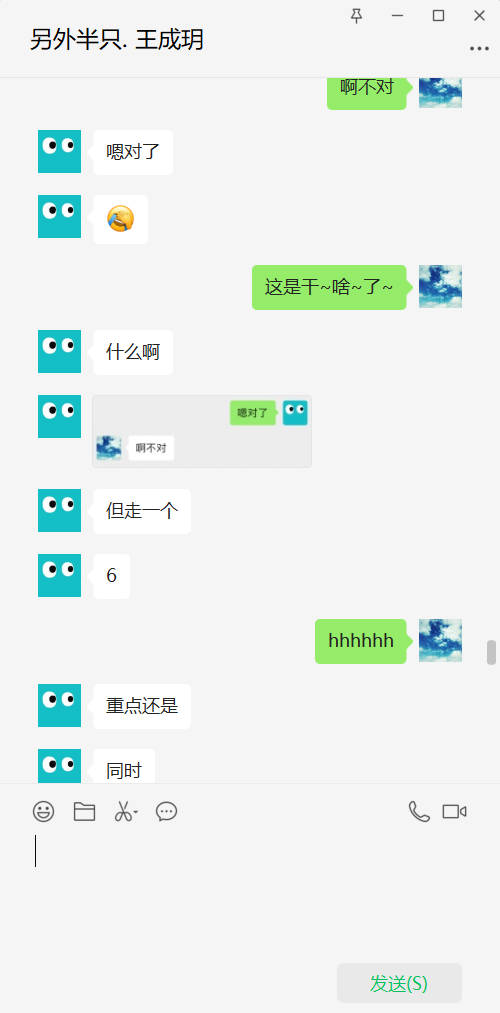 另外半只. 王成玥
啊不对
嗯对了
这是干~啥~了~
什么啊
嗯对了
啊不对
但走一个
6
hhhhhh
重点还是
同时
发送(S)